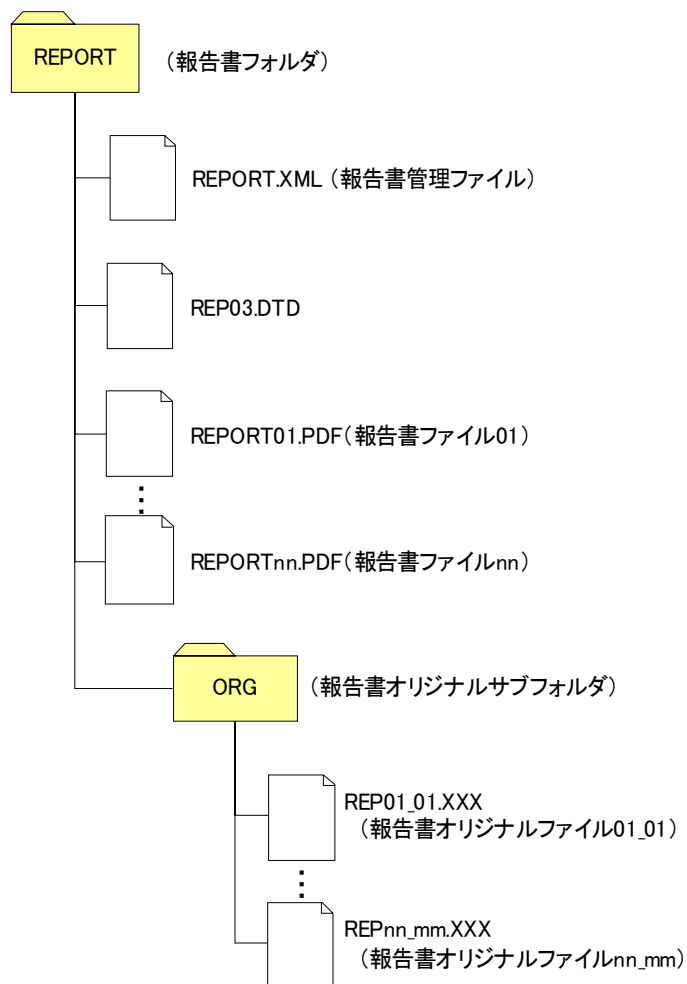 REPORT (報告書フォルダ)
REPORT.XML (報告書管理ファイル)
REP03.DTD
REPORT01.PDF(報告書ファイル01)
REPORTnn.PDF(報告書ファイルnn)
ORG (報告書オリジナルサブフォルダ)
REP01_01.XXX
(報告書オリジナルファイル01_01)
REPnn_mm.XXX
(報告書オリジナルファイルnn_mm)